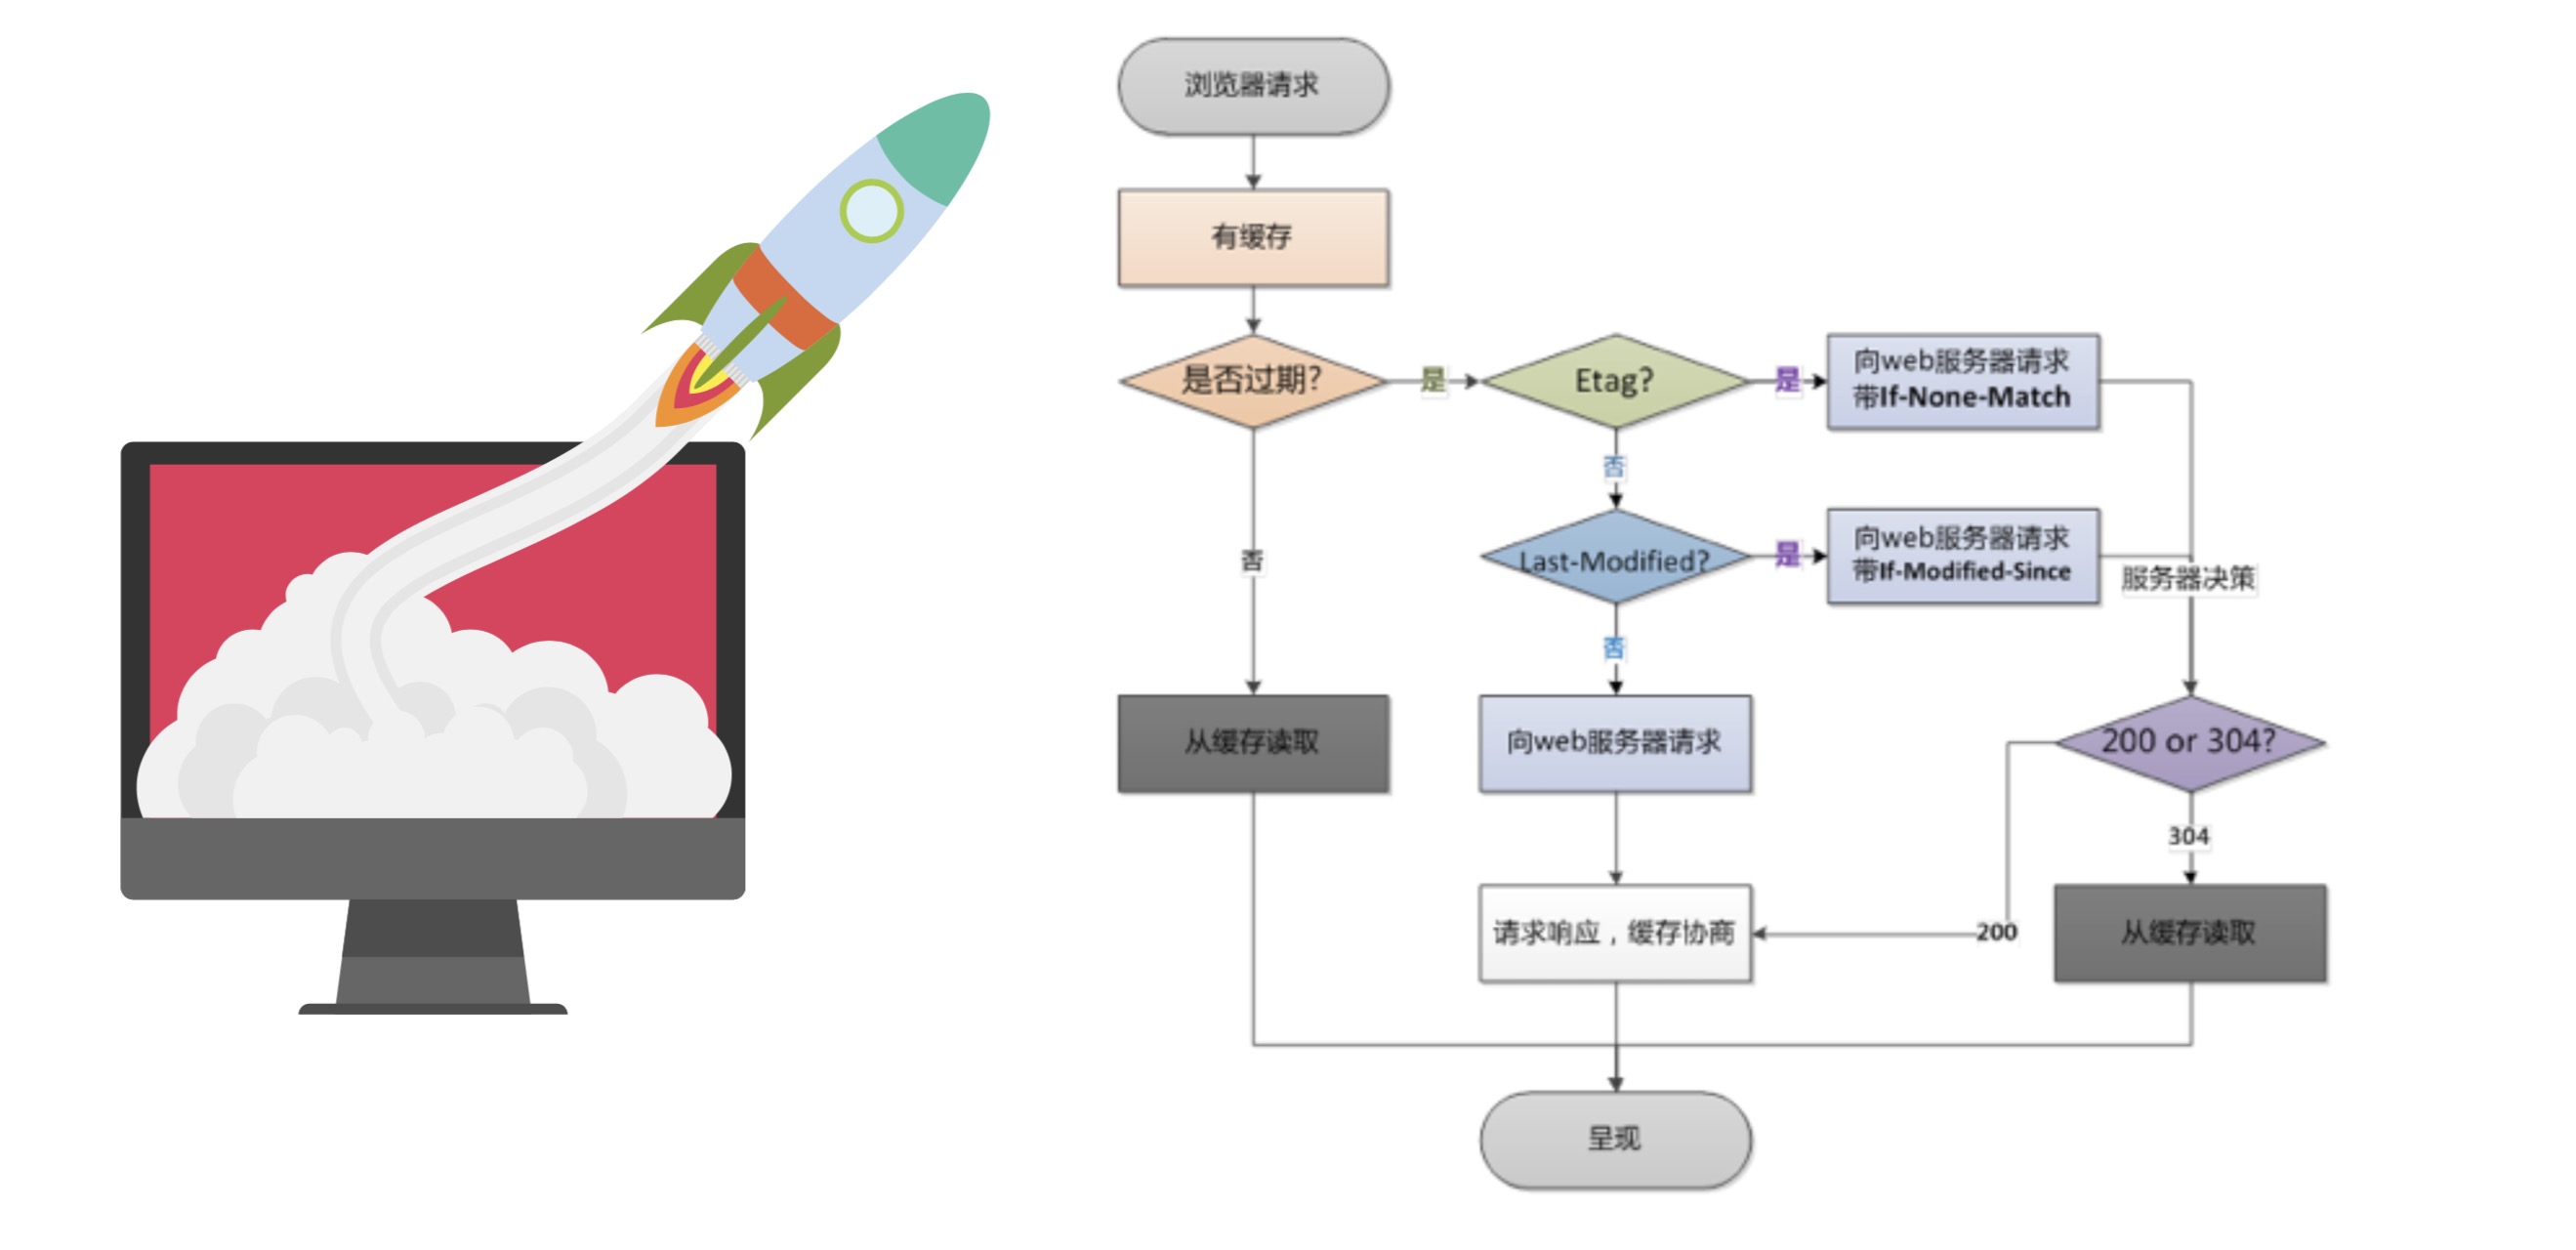 浏览器请求
有缓存
是否过期?
是
Etag?
是
向web服务器请求
带If-None-Match
否
否
Last-Modified?
是
向web服务器请求
带If-Modified-Since
服务器决策
否
从缓存读取
向web服务器请求
200 or 304?
304
请求响应，缓存协商
200
从缓存读取
呈现